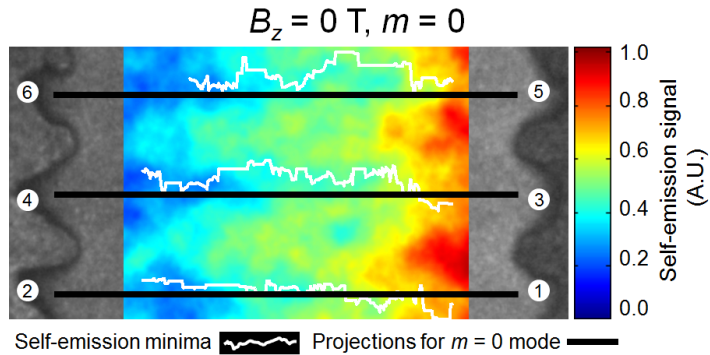 B_z = 0 T, m = 0
6
5
4
3
2
1
1.0
0.8
0.6
0.4
0.2
0.0
Self-emission signal
(A.U.)
Self-emission minima
Projections for m = 0 mode